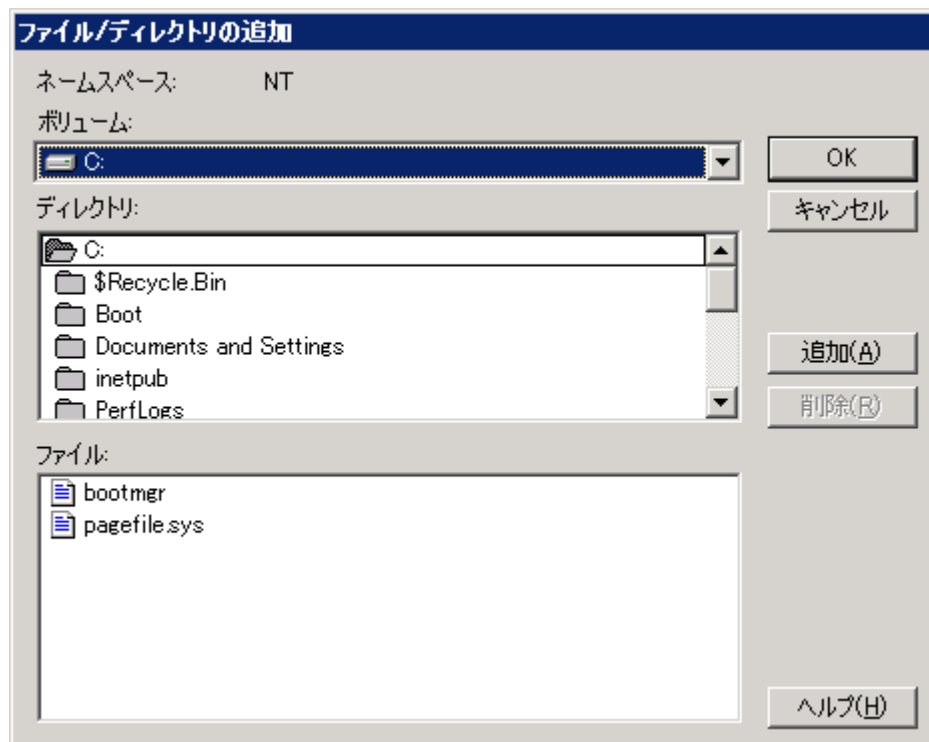 ファイル/ディレクトリの追加
ネームスペース: NT
ボリューム:
C:
OK
ディレクトリ:
キャンセル
C:
$Recycle.Bin
Boot
Documents and Settings
inetpub
PerfLogs
追加(A)
削除(R)
ファイル:
bootmgr
pagefile.sys
ヘルプ(H)